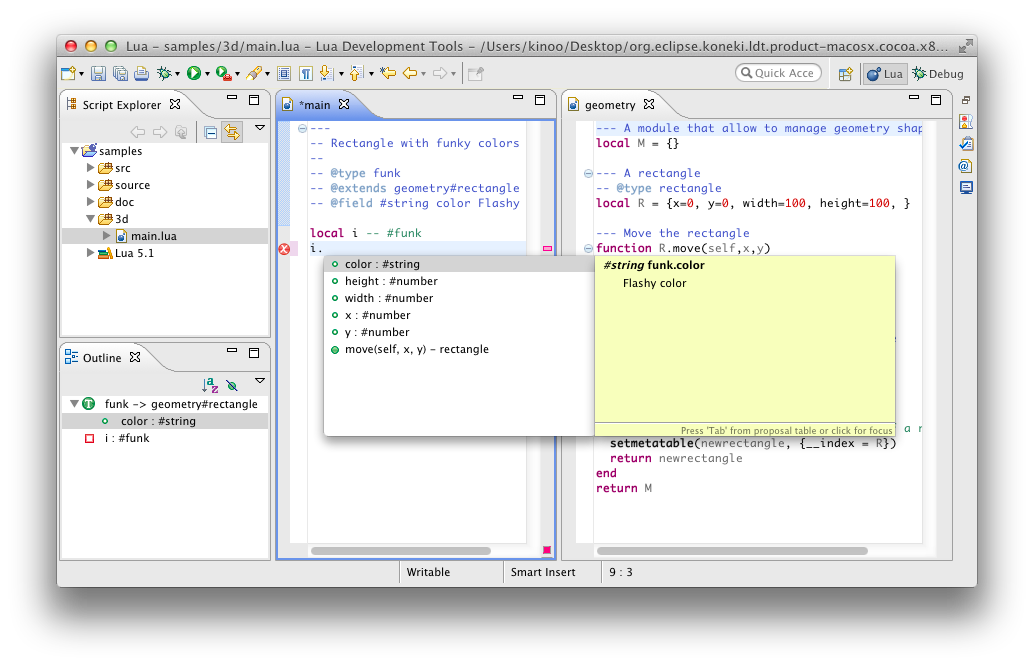 Lua – samples/3d/main.lua – Lua Development Tools – /Users/kinoo/Desktop/org.eclipse.koneki.ldt.product-macosx.cocoa.x8...
Quick Acce
Lua
Debug
Script Explorer
samples
src
source
doc
3d
main.lua
Lua 5.1
Outline
funk -> geometry#rectangle
color : #string
i : #funk
*main
---
-- Rectangle with funky colors
--
-- @type funk
-- @extends geometry#rectangle
-- @field #string color Flashy
local i -- #funk
i.
color : #string
height : #number
width : #number
x : #number
y : #number
move(self, x, y) – rectangle
#string funk.color
Flashy color
Press 'Tab' from proposal table or click for focus
geometry
--- A module that allow to manage geometry shap
local M = {}
--- A rectangle
-- @type rectangle
local R = {x=0, y=0, width=100, height=100, }
--- Move the rectangle
function R.move(self,x,y)
a r
setmetatable(newrectangle, {__index = R})
return newrectangle
end
return M
Writable
Smart Insert
9 : 3